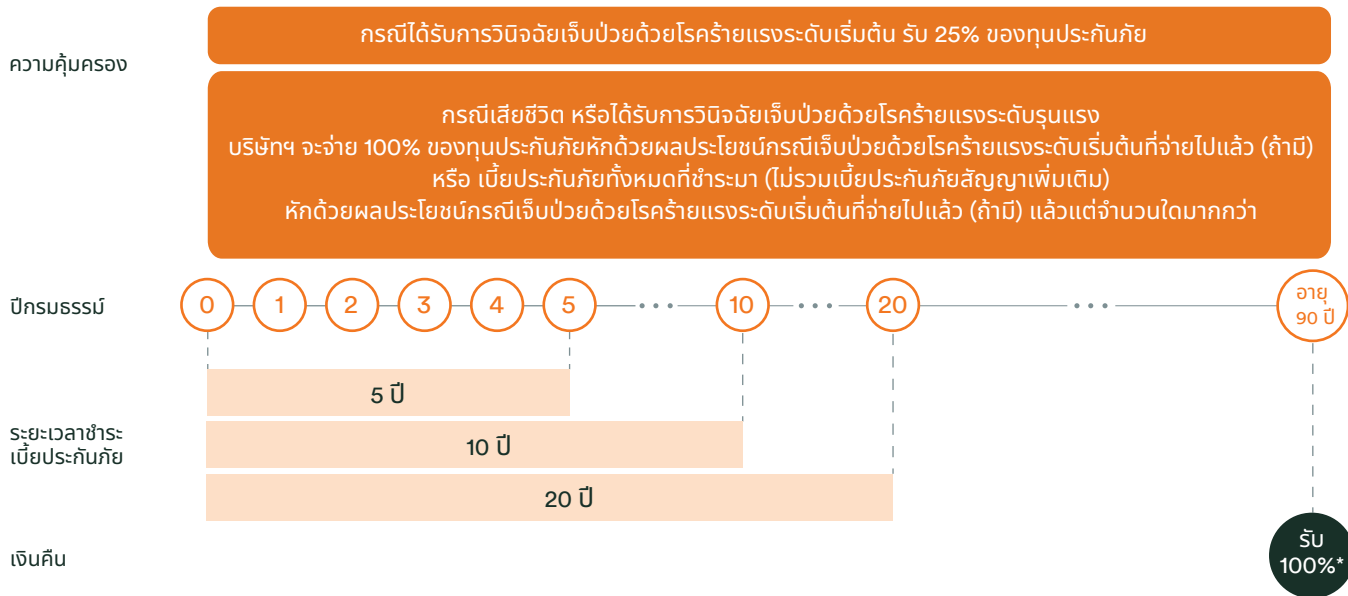 ความคุ้มครอง
กรณีได้รับการวินิจฉัยเจ็บป่วยด้วยโรคร้ายแรงระดับเริ่มต้น รับ 25% ของทุนประกันภัย
กรณีเสียชีวิต หรือได้รับการวินิจฉัยเจ็บป่วยด้วยโรคร้ายแรงระดับรุนแรง
บริษัทฯ จะจ่าย 100% ของทุนประกันภัยหักด้วยผลประโยชน์กรณีเจ็บป่วยด้วยโรคร้ายแรงระดับเริ่มต้นที่จ่ายไปแล้ว (ถ้ามี)
หรือ เบี้ยประกันภัยทั้งหมดที่ชำระมา (ไม่รวมเบี้ยประกันภัยสัญญาเพิ่มเติม)
หักด้วยผลประโยชน์กรณีเจ็บป่วยด้วยโรคร้ายแรงระดับเริ่มต้นที่จ่ายไปแล้ว (ถ้ามี) แล้วแต่จำนวนใดมากกว่า
ปีกรมธรรม์
0 1 2 3 4 5 ... 10 ... 20 ...
อายุ
90 ปี
ระยะเวลาชำระ
เบี้ยประกันภัย
5 ปี
10 ปี
20 ปี
เงินคืน
รับ
100%*